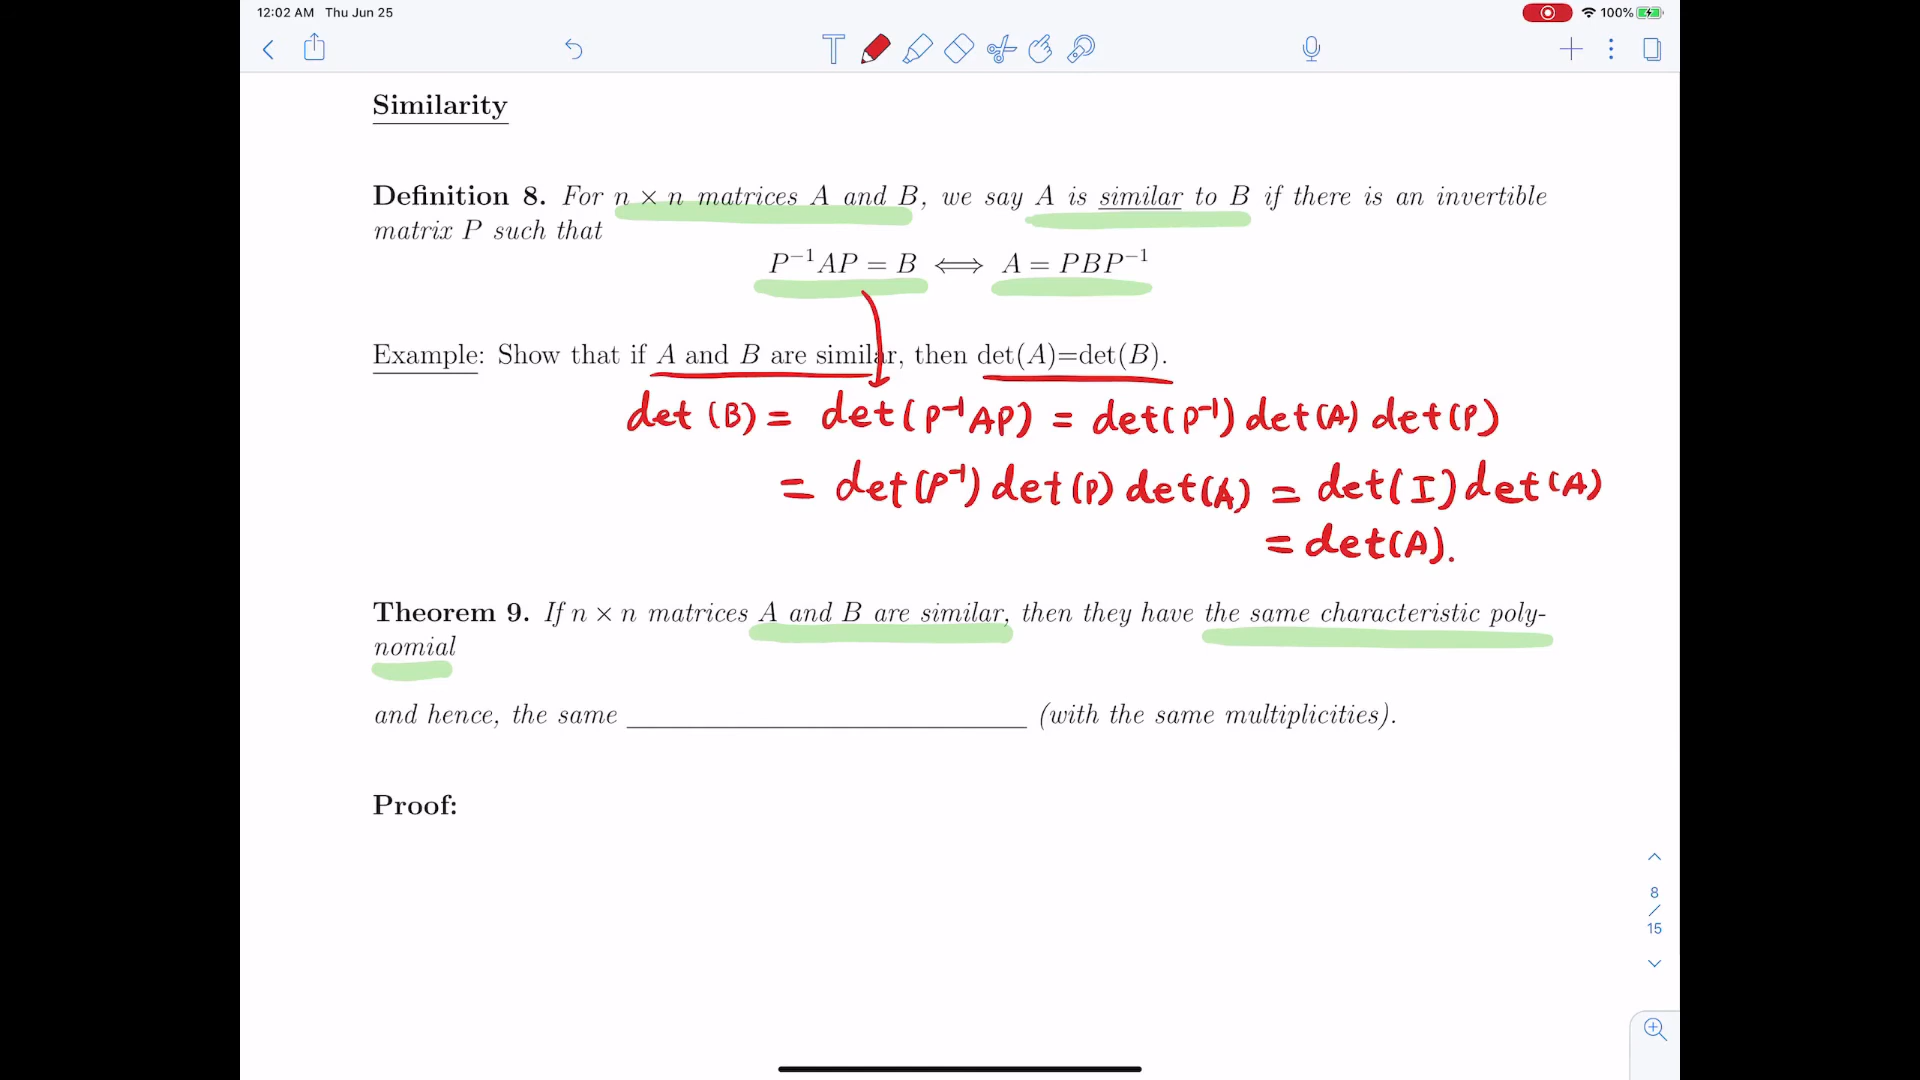 12:02 AM Thu Jun 25 100%
Similarity
Definition 8. For n × n matrices A and B, we say A is similar to B if there is an invertible
matrix P such that
P⁻¹AP = B ⟺ A = PBP⁻¹
Example: Show that if A and B are similar, then det(A)=det(B).
det (B) = det (P⁻¹AP) = det(P⁻¹) det(A) det(P)
= det(P⁻¹) det(P) det(A) = det(I) det(A)
= det(A).
Theorem 9. If n × n matrices A and B are similar, then they have the same characteristic poly-
nomial
and hence, the same ____________________ (with the same multiplicities).
Proof:
8
/
15